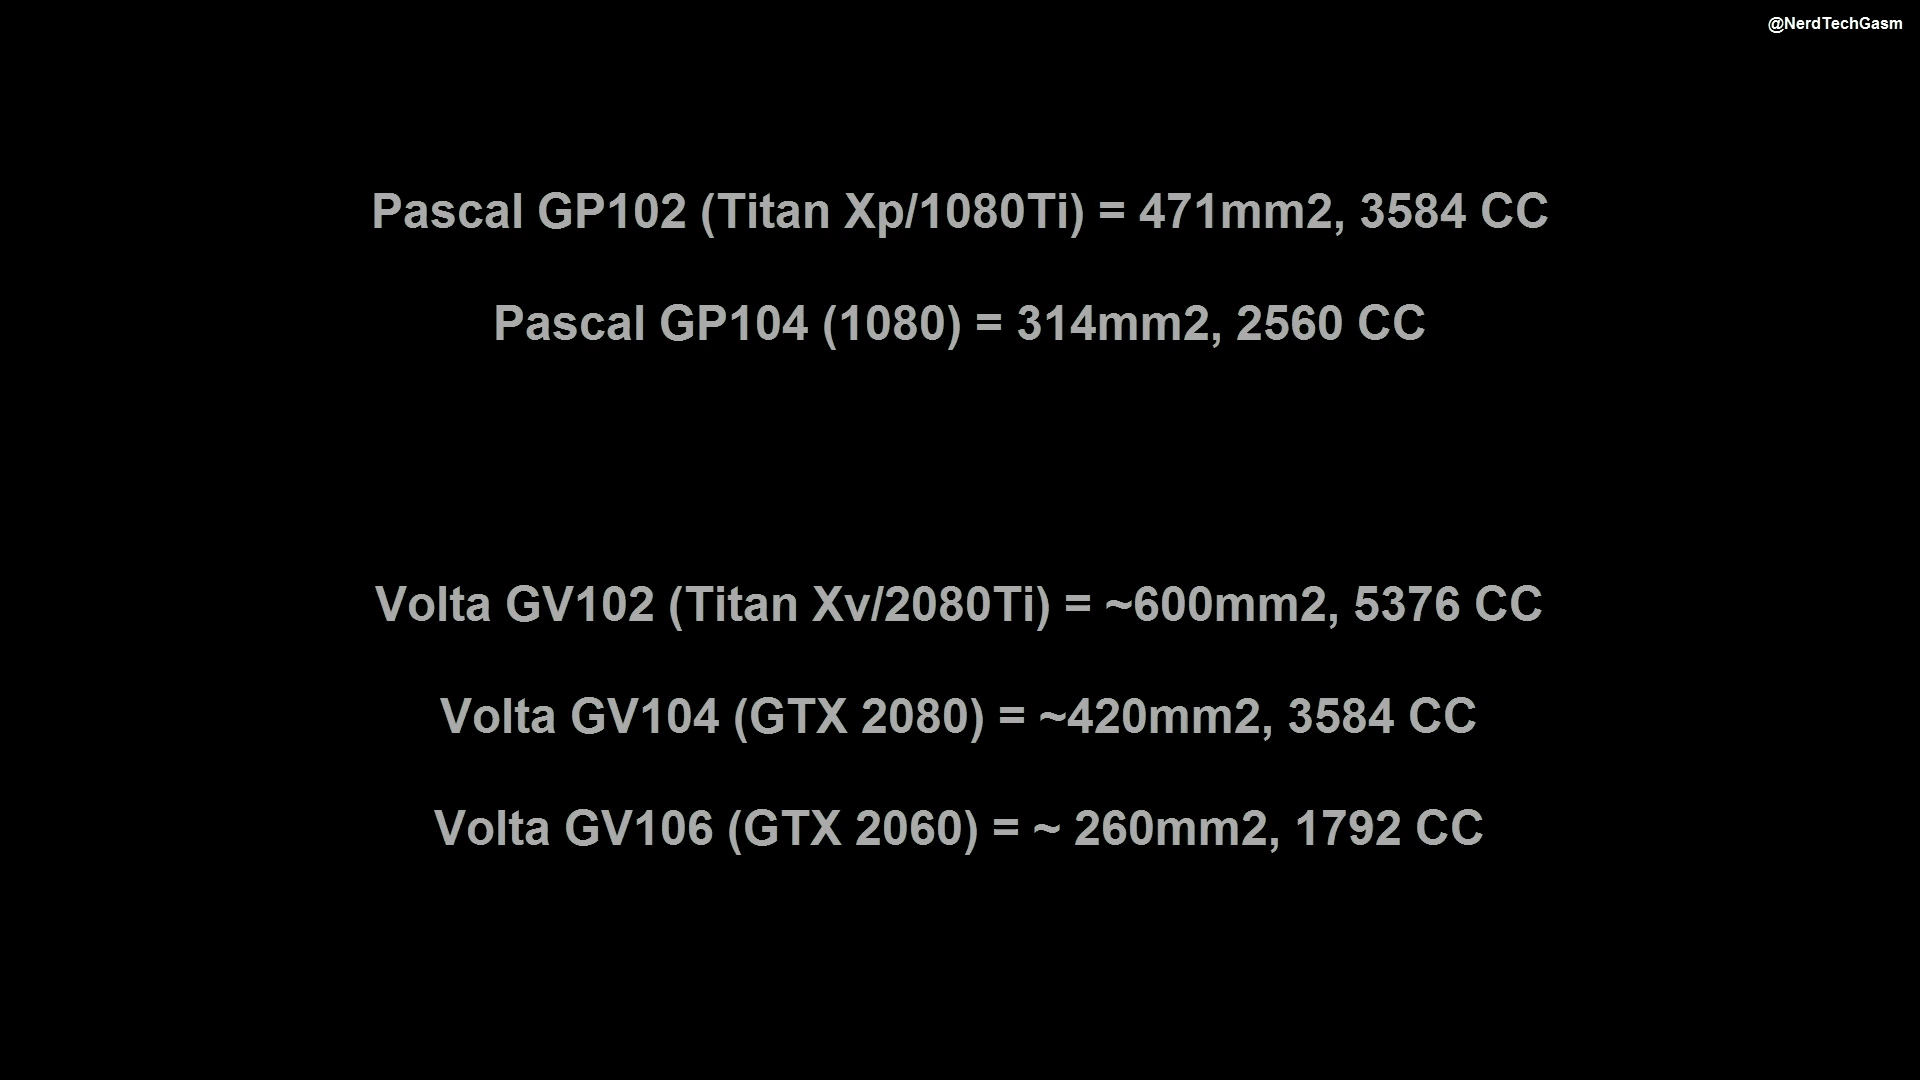 @NerdTechGasm
Pascal GP102 (Titan Xp/1080Ti) = 471mm2, 3584 CC
Pascal GP104 (1080) = 314mm2, 2560 CC
Volta GV102 (Titan Xv/2080Ti) = ~600mm2, 5376 CC
Volta GV104 (GTX 2080) = ~420mm2, 3584 CC
Volta GV106 (GTX 2060) = ~ 260mm2, 1792 CC